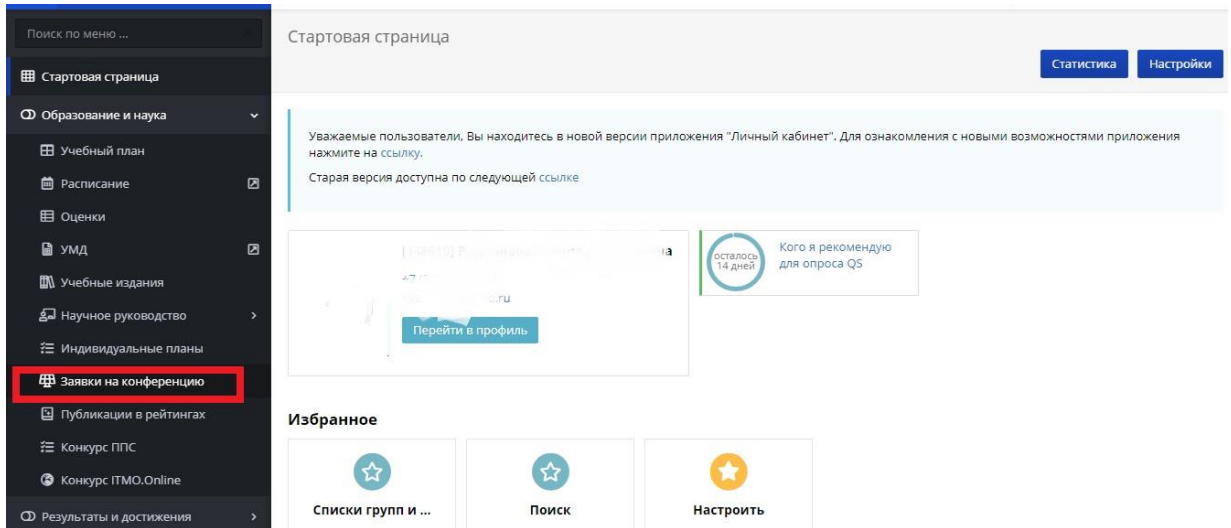 Поиск по меню ...
Стартовая страница
Образование и наука
Учебный план
Расписание
Оценки
УМД
Учебные издания
Научное руководство
Индивидуальные планы
Заявки на конференцию
Публикации в рейтингах
Конкурс ППС
Конкурс ITMO.Online
Результаты и достижения
Стартовая страница
Статистика
Настройки
Уважаемые пользователи, Вы находитесь в новой версии приложения "Личный кабинет". Для ознакомления с новыми возможностями приложения
нажмите на ссылку.
Старая версия доступна по следующей ссылке
Перейти в профиль
осталось
14 дней
Кого я рекомендую
для опроса QS
Избранное
Списки групп и ...
Поиск
Настроить